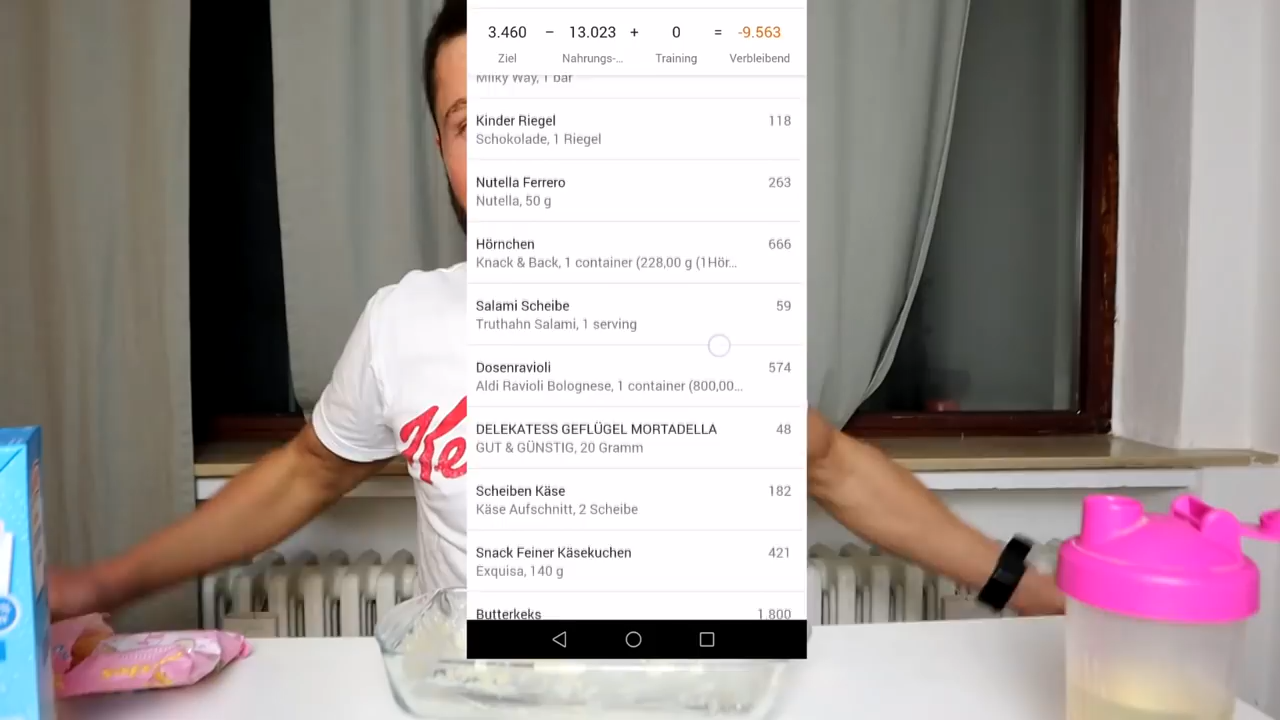 3.460 – 13.023 + 0 = -9.563
Ziel Nahrungs-... Training Verbleibend
Milky Way, 1 bar
Kinder Riegel 118
Schokolade, 1 Riegel
Nutella Ferrero 263
Nutella, 50 g
Hörnchen 666
Knack & Back, 1 container (228,00 g (1Hör...
Salami Scheibe 59
Truthahn Salami, 1 serving
Dosenravioli 574
Aldi Ravioli Bolognese, 1 container (800,00...
DELEKATESS GEFLÜGEL MORTADELLA 48
GUT & GÜNSTIG, 20 Gramm
Scheiben Käse 182
Käse Aufschnitt, 2 Scheibe
Snack Feiner Käsekuchen 421
Exquisa, 140 g
Butterkeks 1.800
Ke